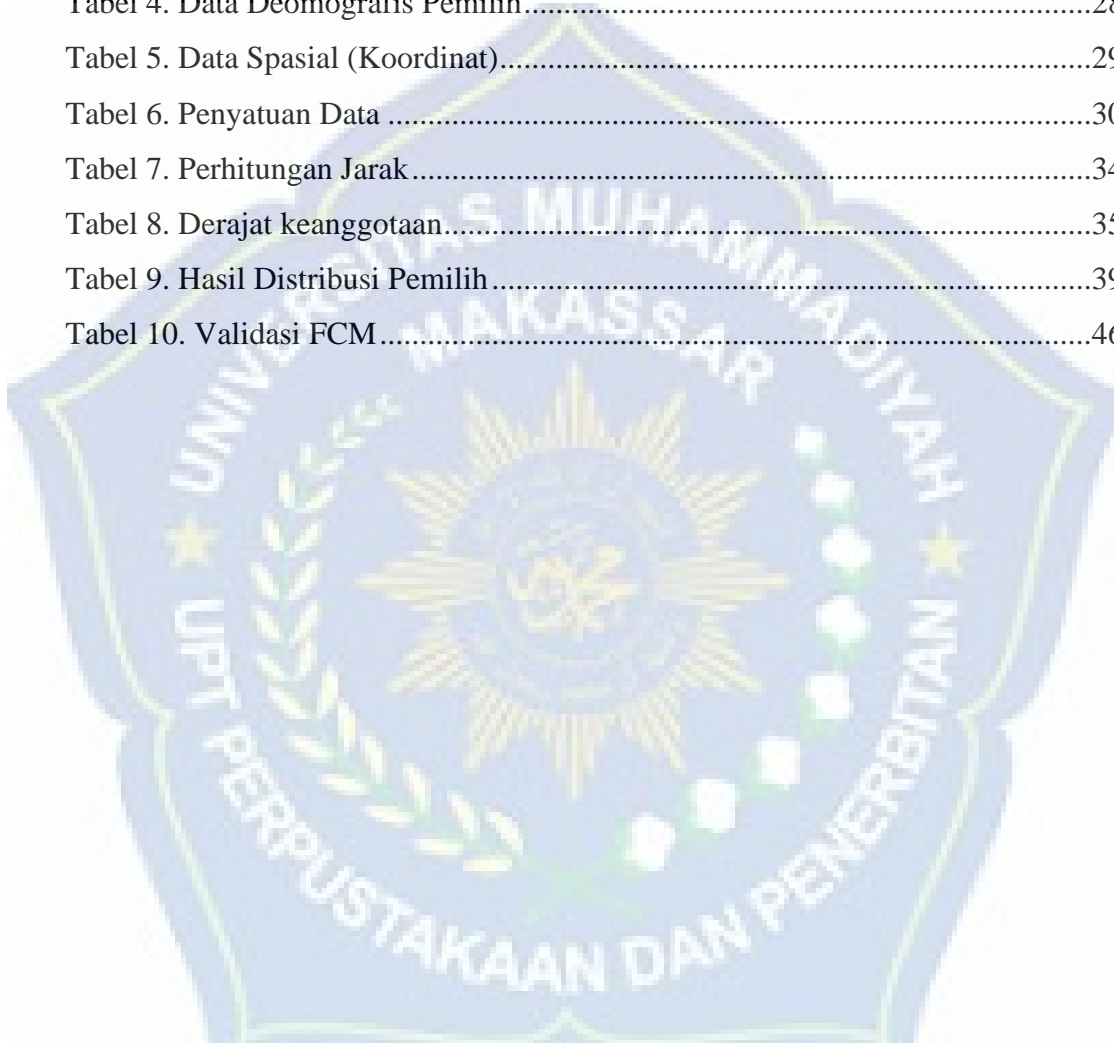 Tabel 4. Data Deomografis Pemilih........................................................................28
Tabel 5. Data Spasial (Koordinat)...........................................................................29
Tabel 6. Penyatuan Data .........................................................................................30
Tabel 7. Perhitungan Jarak......................................................................................34
Tabel 8. Derajat keanggotaan..................................................................................35
Tabel 9. Hasil Distribusi Pemilih............................................................................39
Tabel 10. Validasi FCM..........................................................................................46
UNIVERSITAS MUHAMMADIYAH
MAKASSAR
UPT PERPUSTAKAAN DAN PENERBITAN